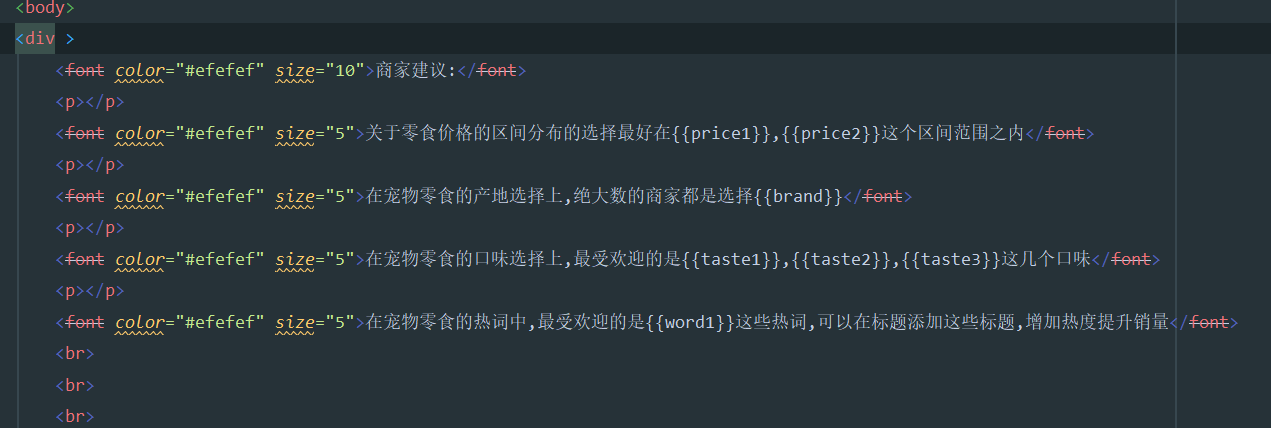 <body>
<div >
<font color="#efefef" size="10">商家建议:</font>
<p></p>
<font color="#efefef" size="5">关于零食价格的区间分布的选择最好在{{price1}},{{price2}}这个区间范围之内</font>
<p></p>
<font color="#efefef" size="5">在宠物零食的产地选择上,绝大数的商家都是选择{{brand}}</font>
<p></p>
<font color="#efefef" size="5">在宠物零食的口味选择上,最受欢迎的是{{taste1}},{{taste2}},{{taste3}}这几个口味</font>
<p></p>
<font color="#efefef" size="5">在宠物零食的热词中,最受欢迎的是{{word1}}这些热词,可以在标题添加这些标题,增加热度提升销量</font>
<br>
<br>
<br>